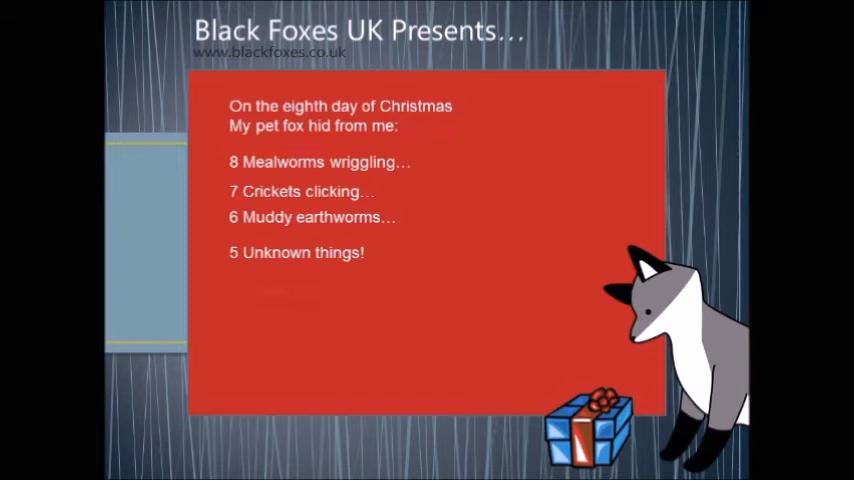 Black Foxes UK Presents...
www.blackfoxes.co.uk
On the eighth day of Christmas
My pet fox hid from me:
8 Mealworms wriggling...
7 Crickets clicking...
6 Muddy earthworms...
5 Unknown things!